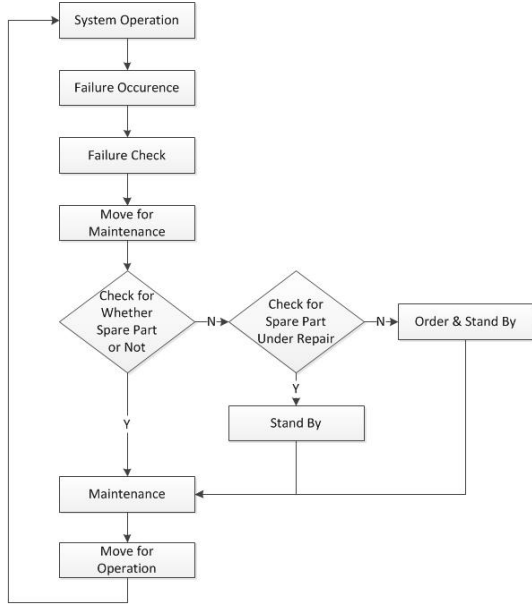 System Operation
Failure Occurence
Failure Check
Move for
Maintenance
Check for
Whether
Spare Part
or Not
N
Check for
Spare Part
Under Repair
N
Order & Stand By
Y
Y
Stand By
Maintenance
Move for
Operation